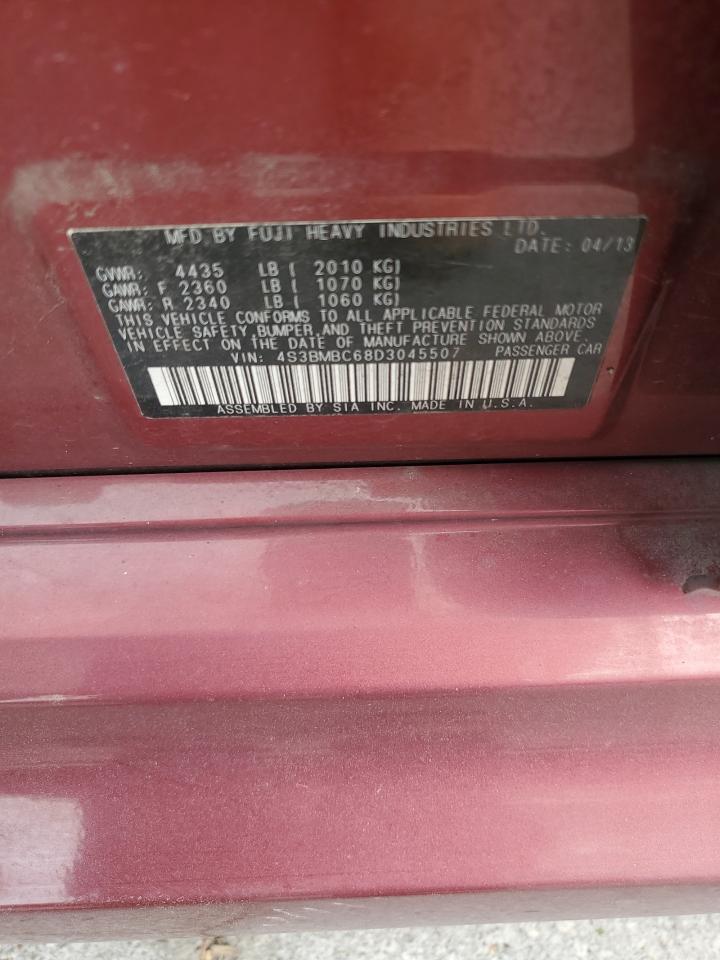 MFD.BY FUJI HEAVY INDUSTRIES LTD.
DATE: 04/13
GVWR: 4435 LB ( 2010 KG)
GAWR: F 2360 LB ( 1070 KG)
GAWR: R 2340 LB ( 1060 KG)
THIS VEHICLE CONFORMS TO ALL APPLICABLE FEDERAL MOTOR
VEHICLE SAFETY,BUMPER,AND THEFT PREVENTION STANDARDS
IN EFFECT ON THE DATE OF MANUFACTURE SHOWN ABOVE.
VIN: 4S3BMBC68D3045507 PASSENGER CAR
ASSEMBLED BY SIA INC. MADE IN U.S.A.